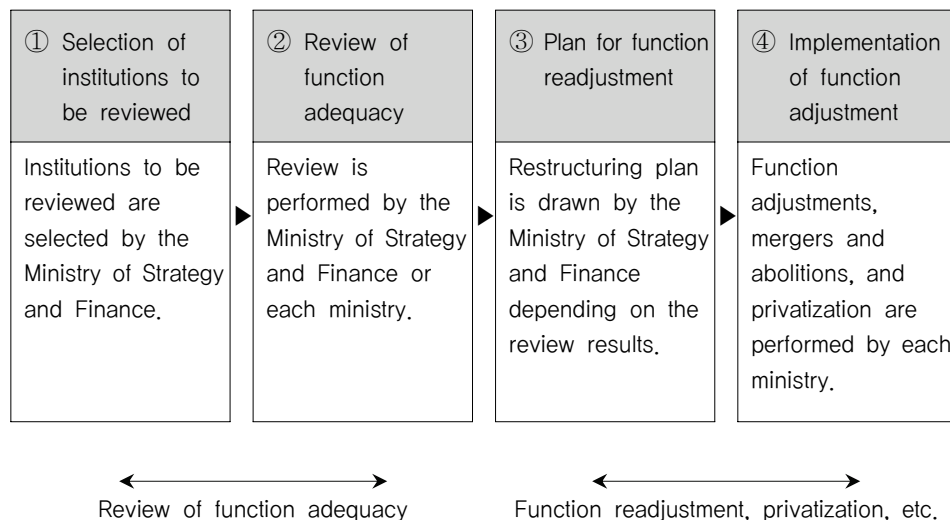 ① Selection of
institutions to
be reviewed
Institutions to be
reviewed are
selected by the
Ministry of Strategy
and Finance.
② Review of
function
adequacy
Review is
performed by the
Ministry of Strategy
and Finance or
each ministry.
③ Plan for function
readjustment
Restructuring plan
is drawn by the
Ministry of Strategy
and Finance
depending on the
review results.
④ Implementation
of function
adjustment
Function
adjustments,
mergers and
abolitions, and
privatization are
performed by each
ministry.
Review of function adequacy
Function readjustment, privatization, etc.